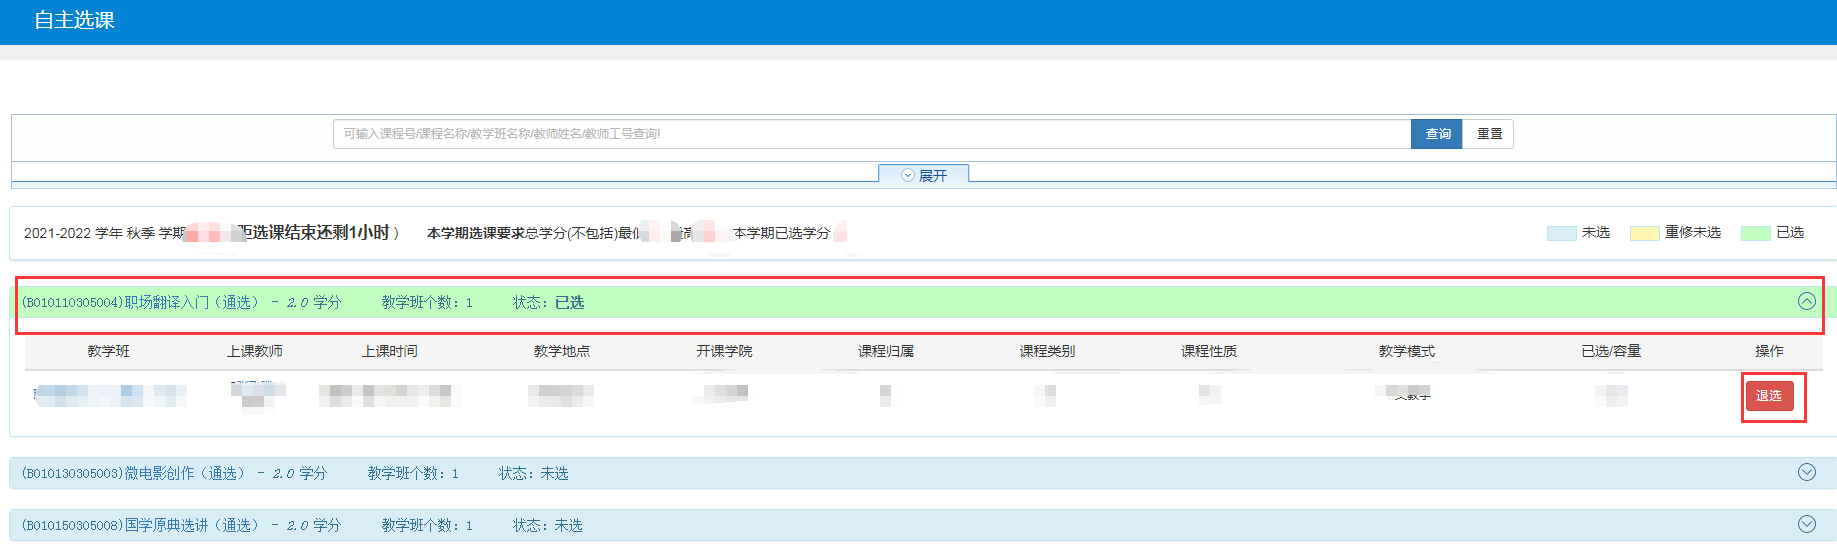 自主选课
可输入课程号/课程名称/教学班名称/教师姓名/教师工号查询!
查询 重置
展开
2021-2022 学年 秋季 学期 距选课结束还剩1小时 ） 本学期选课要求总学分(不包括)最低 高 本学期已选学分 未选 重修未选 已选
(B010110305004)职场翻译入门（通选） - 2.0 学分 教学班个数：1 状态：已选
教学班 上课教师 上课时间 教学地点 开课学院 课程归属 课程类别 课程性质 教学模式 已选/容量 操作
教学 退选
(B010130305003)微电影创作（通选） - 2.0 学分 教学班个数：1 状态：未选
(B010150305008)国学原典选讲（通选） - 2.0 学分 教学班个数：1 状态：未选